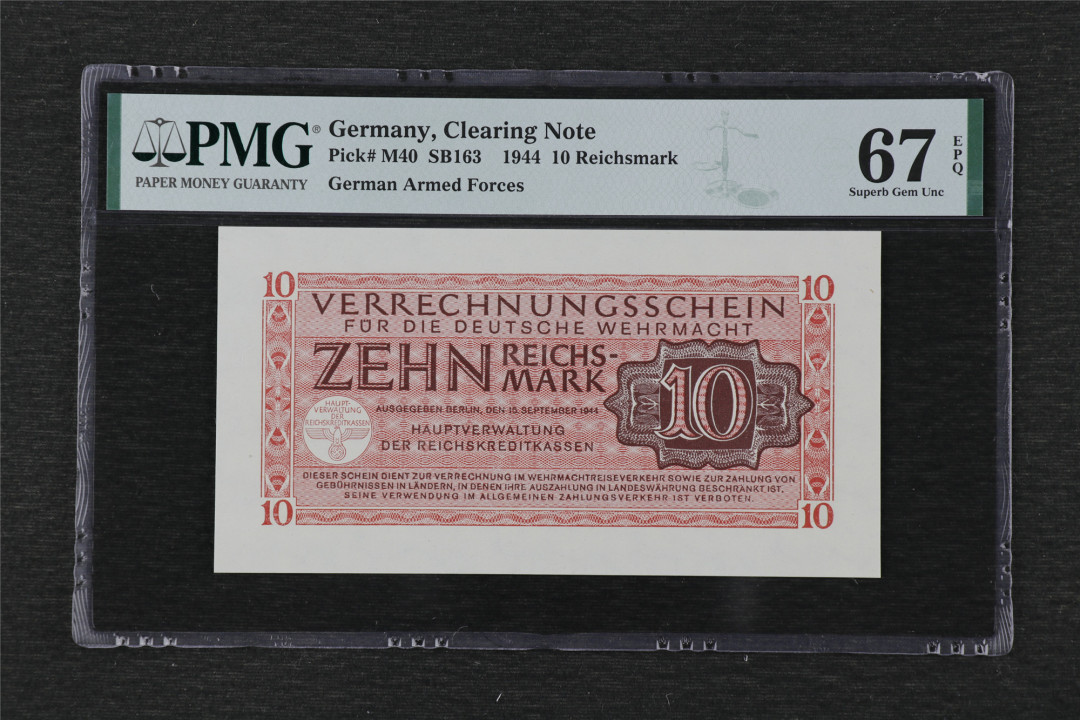 PMG®
PAPER MONEY GUARANTY
Germany, Clearing Note
Pick# M40 SB163 1944 10 Reichsmark
German Armed Forces
67
EPQ
Superb Gem Unc
10
10
VERRECHNUNGSSCHEIN
FÜR DIE DEUTSCHE WEHRMACHT
ZEHN REICHS-
MARK
10
AUSGEGEBEN BERLIN, DEN 15. SEPTEMBER 1944
HAUPTVERWALTUNG
DER REICHSKREDITKASSEN
HAUPT-
VERWALTUNG
DER
REICHSKREDITKASSEN
DIESER SCHEIN DIENT ZUR VERRECHNUNG IM WEHRMACHTREISEVERKEHR SOWIE ZUR ZAHLUNG VON
GEBÜHRNISSEN IN LÄNDERN, IN DENEN IHRE AUSZAHLUNG IN LANDESWÄHRUNG BESCHRÄNKT IST.
SEINE VERWENDUNG IM ALLGEMEINEN ZAHLUNGSVERKEHR IST VERBOTEN.
10
10